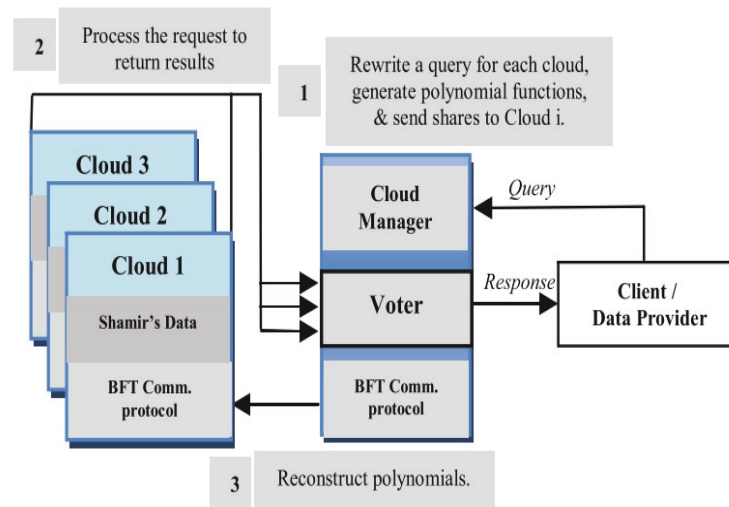 2
Process the request to
return results
1
Rewrite a query for each cloud,
generate polynomial functions,
& send shares to Cloud i.
Cloud 3
Cloud 2
Cloud 1
Shamir's Data
BFT Comm.
protocol
Cloud
Manager
Voter
BFT Comm.
protocol
Query
Response
Client /
Data Provider
3
Reconstruct polynomials.